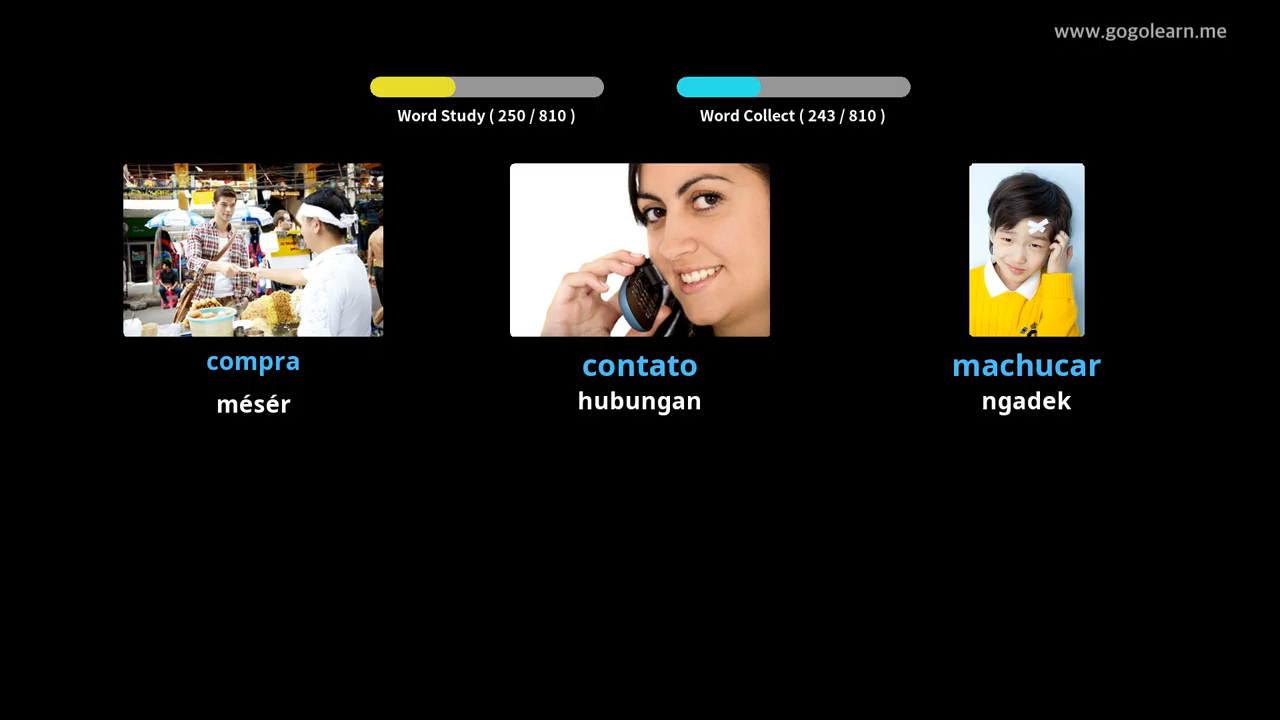 www.gogolearn.me
Word Study ( 250 / 810 )
Word Collect ( 243 / 810 )
compra
mésér
contato
hubungan
machucar
ngadek